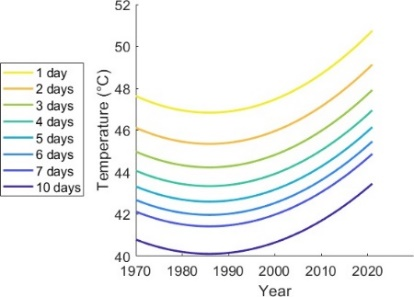 52
50
48
46
44
42
40
Temperature (°C)
1 day
2 days
3 days
4 days
5 days
6 days
7 days
10 days
1970 1980 1990 2000 2010 2020
Year